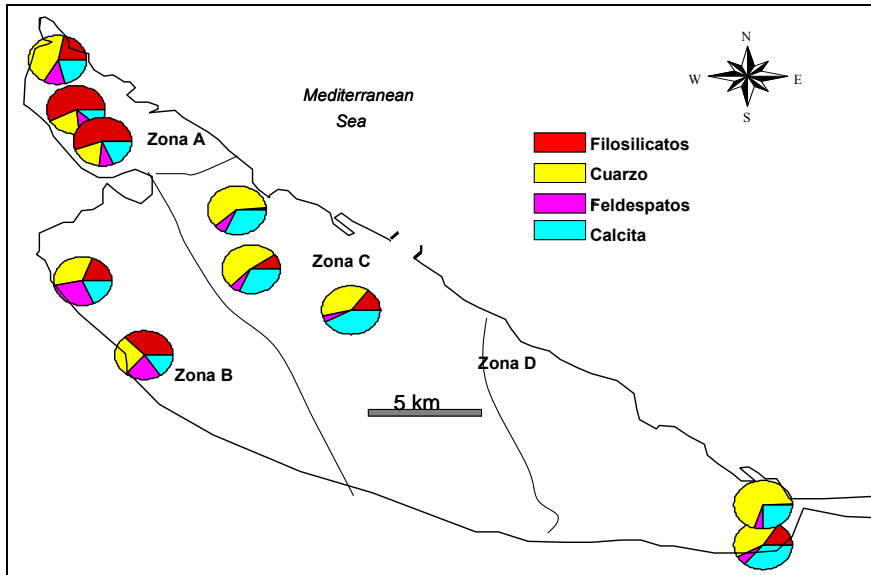 N
W
E
S
Mediterranean
Sea
Zona A
Filosilicatos
Cuarzo
Feldespatos
Calcita
Zona C
Zona D
Zona B
5 km